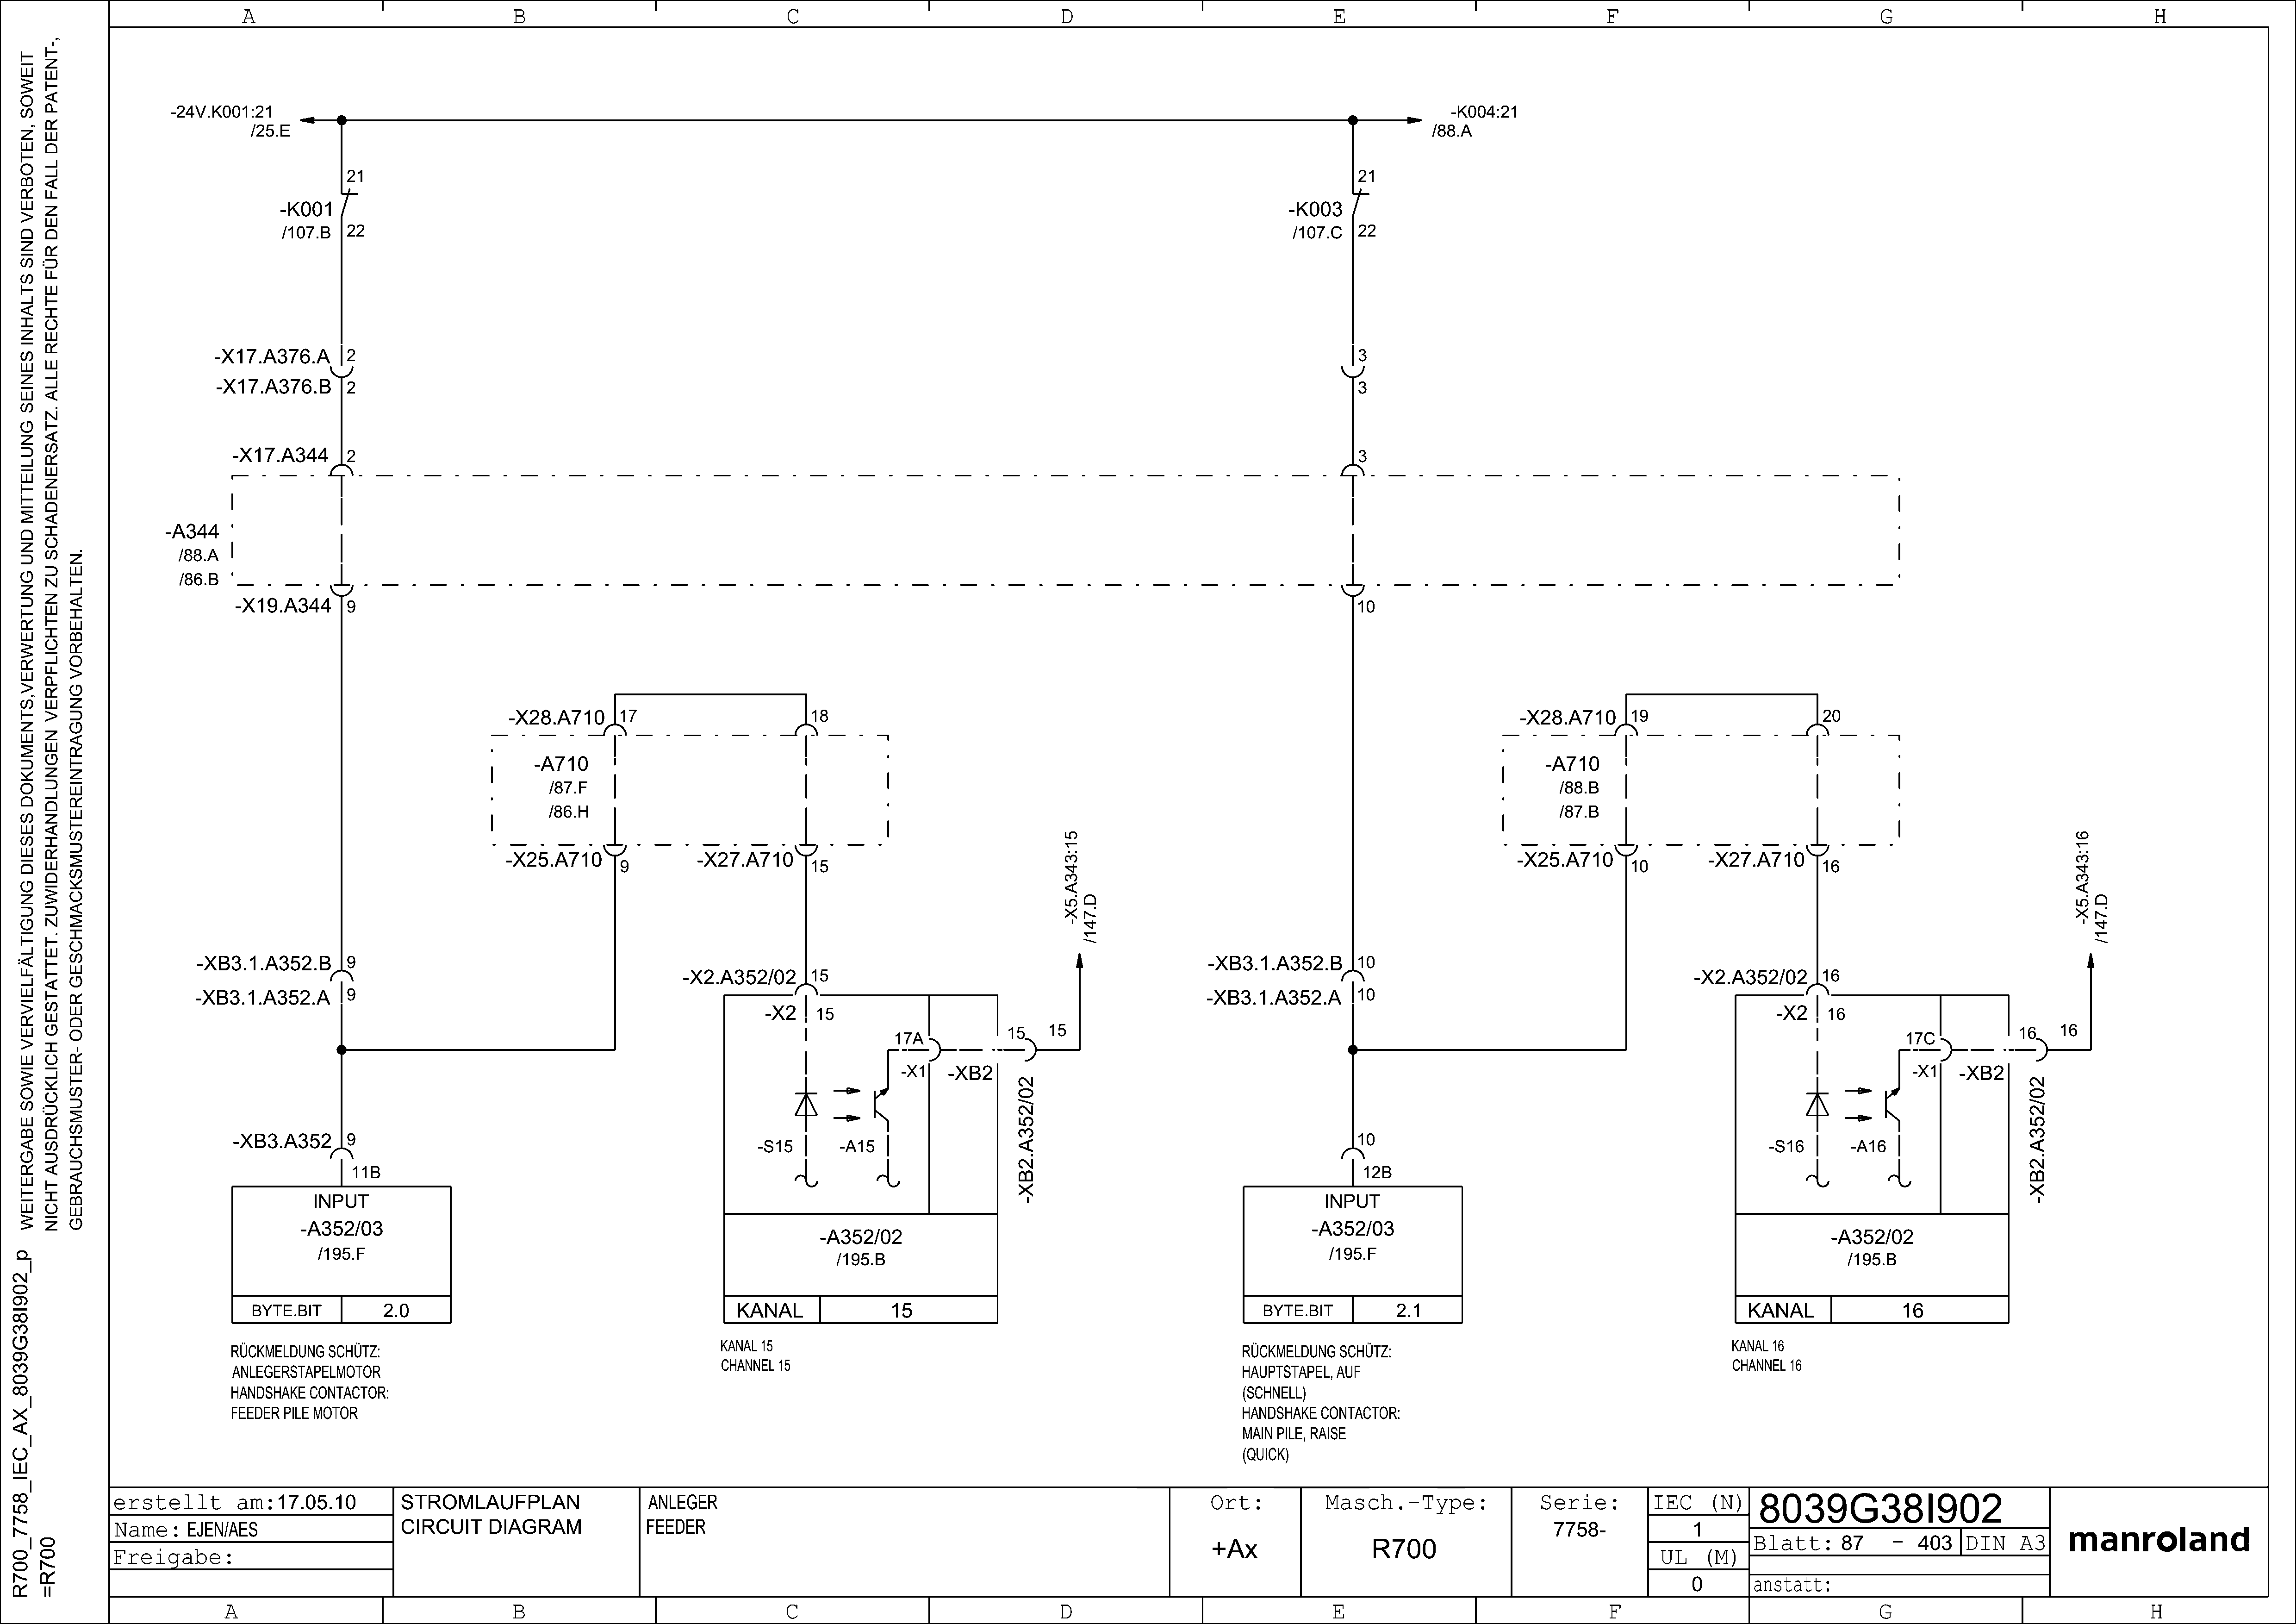 A B C D E F G H
-24V.K001:21
/25.E
-K004:21
/88.A
21
-K001
/107.B 22
21
-K003
/107.C 22
-X17.A376.A 2
-X17.A376.B 2
3
3
-X17.A344 2
3
-A344
/88.A
/86.B
-X19.A344 9
10
-X28.A710 17 18
-A710
/87.F
/86.H
-X25.A710 9
-X27.A710 15
-X28.A710 19 20
-A710
/88.B
/87.B
-X25.A710 10
-X27.A710 16
-X5.A343:15
/147.D
-X5.A343:16
/147.D
-XB3.1.A352.B 9
-XB3.1.A352.A 9
-X2.A352/02 15
-X2 15
17A
-X1
-XB2
15 15
-XB2.A352/02
-S15 -A15
-XB3.1.A352.B 10
-XB3.1.A352.A 10
-X2.A352/02 16
-X2 16
17C
-X1
-XB2
16 16
-XB2.A352/02
-S16 -A16
-XB3.A352 9
11B
INPUT
-A352/03
/195.F
BYTE.BIT 2.0
-A352/02
/195.B
KANAL 15
10
12B
INPUT
-A352/03
/195.F
BYTE.BIT 2.1
-A352/02
/195.B
KANAL 16
RÜCKMELDUNG SCHÜTZ:
ANLEGERSTAPELMOTOR
HANDSHAKE CONTACTOR:
FEEDER PILE MOTOR
KANAL 15
CHANNEL 15
RÜCKMELDUNG SCHÜTZ:
HAUPTSTAPEL, AUF
(SCHNELL)
HANDSHAKE CONTACTOR:
MAIN PILE, RAISE
(QUICK)
KANAL 16
CHANNEL 16
WEITERGABE SOWIE VERVIELFÄLTIGUNG DIESES DOKUMENTS,VERWERTUNG UND MITTEILUNG SEINES INHALTS SIND VERBOTEN, SOWEIT
NICHT AUSDRÜCKLICH GESTATTET. ZUWIDERHANDLUNGEN VERPFLICHTEN ZU SCHADENERSATZ. ALLE RECHTE FÜR DEN FALL DER PATENT-,
GEBRAUCHSMUSTER- ODER GESCHMACKSMUSTEREINTRAGUNG VORBEHALTEN.
R700_7758_IEC_AX_8039G38I902_p
=R700
erstellt am:17.05.10
Name: EJEN/AES
Freigabe:
STROMLAUFPLAN
CIRCUIT DIAGRAM
ANLEGER
FEEDER
Ort:
+Ax
Masch.-Type:
R700
Serie:
7758-
IEC (N)
1
UL (M)
0
8039G38I902
Blatt: 87 - 403 DIN A3
anstatt:
manroland
A B C D E F G H